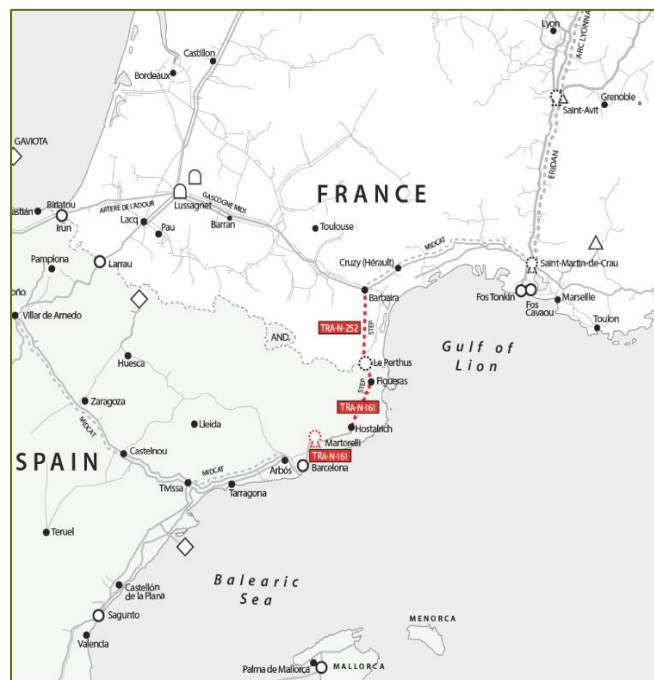 Lyon
ARC LYONNAIS
Castillon
Bordeaux
Grenoble
Saint-Avit
GAVIOTA
ERIDAN
FRANCE
Biriatou
Irun
ARTERE DE L'ADOUR
Lussagnet
GASCOGNE MIDI
Lacq
Pau
Barran
Toulouse
Cruzy (Hérault)
MIDCAT
Saint-Martin-de-Crau
Pamplona
Larrau
Barbaira
Fos Tonkin
Fos
Cavaou
Marseille
Toulon
Villar de Arnedo
TRA-N-252
STEP
Gulf of
Lion
AND.
Le Perthus
Huesca
STEP
Figueras
Zaragoza
TRA-N-161
Lleida
Hostalrich
MIDCAT
Martorell
TRA-N-161
SPAIN
Castelnou
MIDCAT
Arbós
Barcelona
Tivissa
Tarragona
Teruel
Balearic
Sea
Castellón
de la Plana
Sagunto
MENORCA
Valencia
Palma de Mallorca
MALLORCA